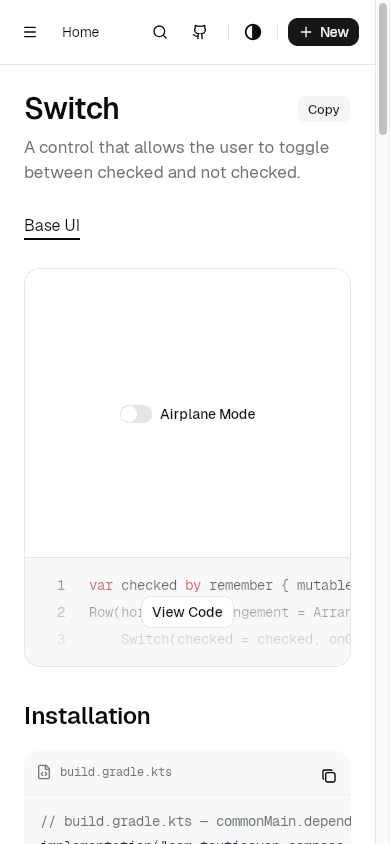 Home
New
Switch
Copy
A control that allows the user to toggle
between checked and not checked.
Base UI
Airplane Mode
1 var checked by remember { mutable
2 Row(hor
View Code
ngement = Arran
3 Switch(checked = checked, onC
Installation
build.gradle.kts
// build.gradle.kts — commonMain.depend